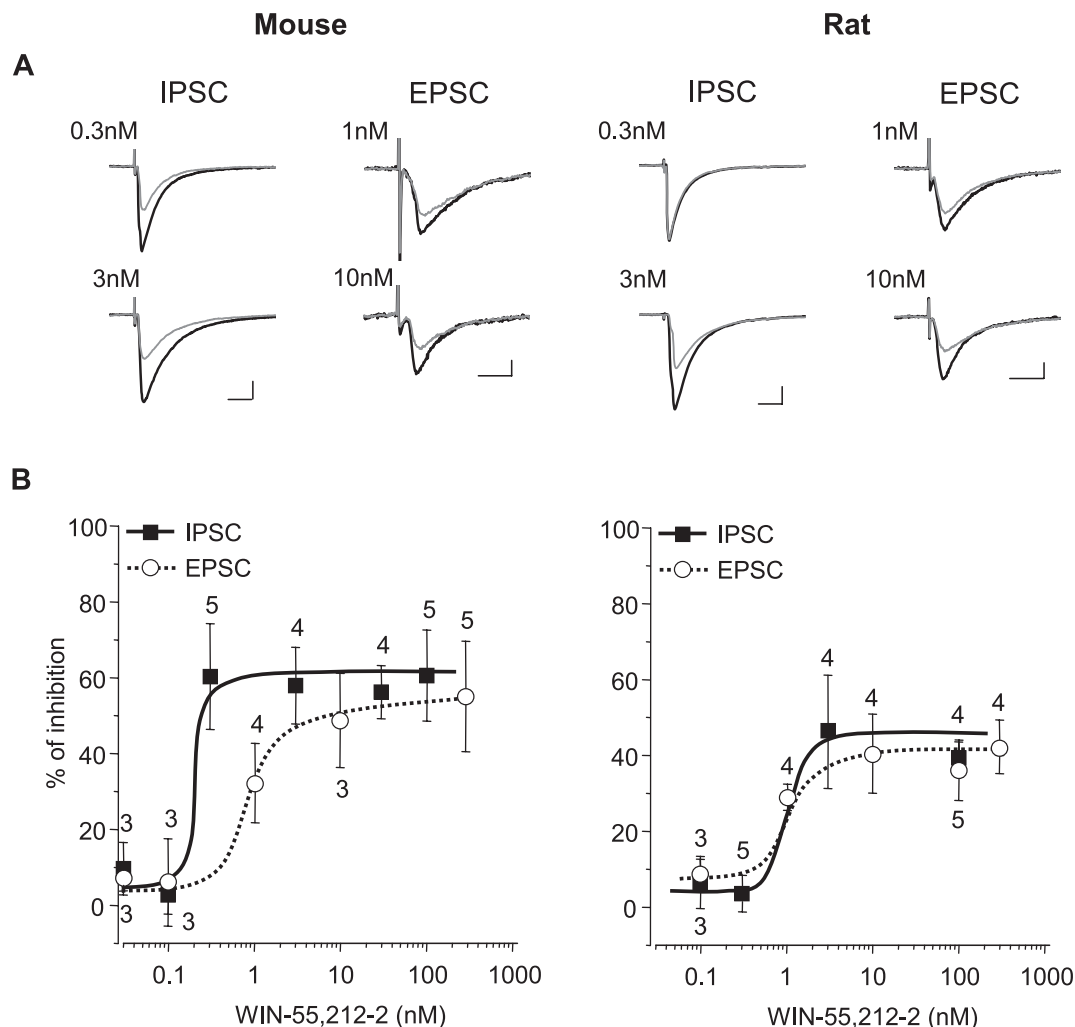 Mouse Rat
A
IPSC EPSC IPSC EPSC
0.3nM 1nM 0.3nM 1nM
3nM 10nM 3nM 10nM
B
100
80
60
40
20
0
% of inhibition
IPSC
EPSC
3 3 3 3 5 4 4 3 4 5 5
0.1 1 10 100 1000
WIN-55,212-2 (nM)
100
80
60
40
20
0
IPSC
EPSC
3 3 5 4 4 4 4 5 4
0.1 1 10 100 1000
WIN-55,212-2 (nM)